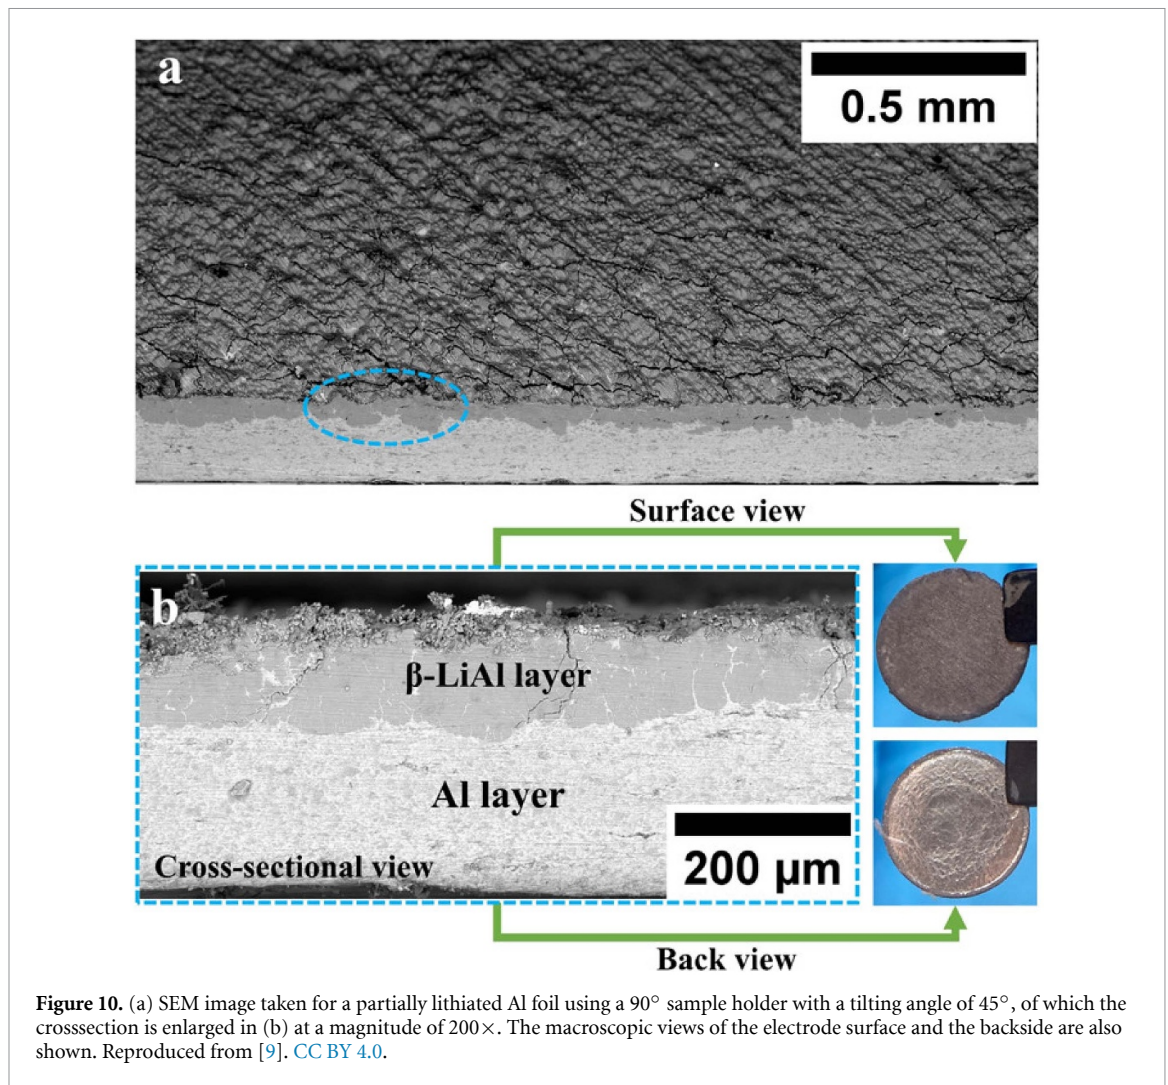 a
0.5 mm
Surface view
b
β-LiAl layer
Al layer
Cross-sectional view
200 µm
Back view
Figure 10. (a) SEM image taken for a partially lithiated Al foil using a 90° sample holder with a tilting angle of 45°, of which the
crosssection is enlarged in (b) at a magnitude of 200×. The macroscopic views of the electrode surface and the backside are also
shown. Reproduced from [9]. CC BY 4.0.